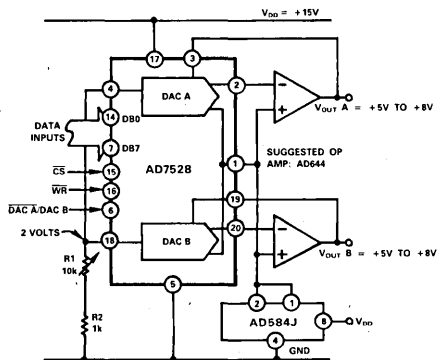 V_DD = +15V
17
3
4
DAC A
2
14
DB0
DATA
INPUTS
7
DB7
V_OUT A = +5V TO +8V
SUGGESTED OP
AMP: AD644
1
CS
15
AD7528
WR
16
DAC A/DAC B
6
19
2 VOLTS
18
DAC B
20
V_OUT B = +5V TO +8V
R1
10k
5
2
1
R2
1k
AD584J
8
V_DD
4
GND